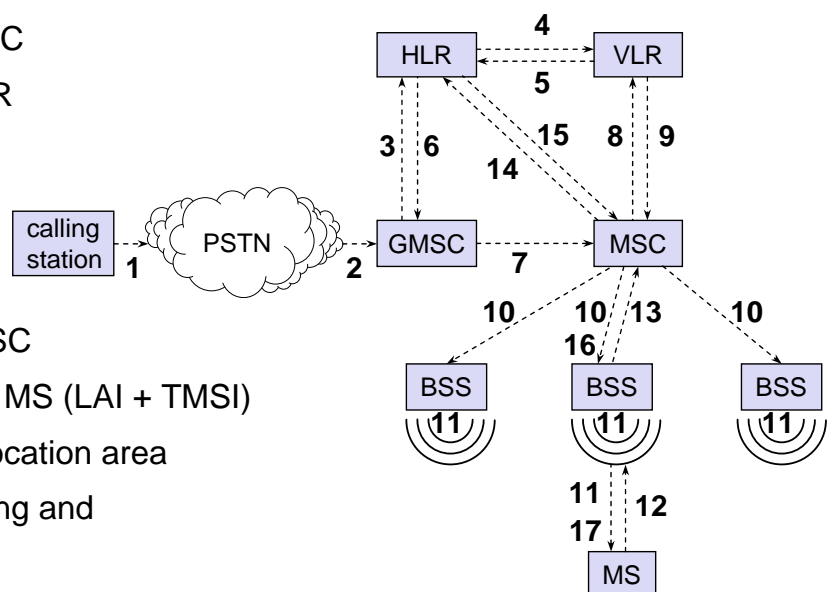 C
R
SC
MS (LAI + TMSI)
ocation area
ng and
4
HLR
VLR
5
3
6
15
8
9
14
calling
station
PSTN
GMSC
MSC
1
2
7
10
10
13
10
16
BSS
BSS
BSS
11
11
11
11
12
17
MS